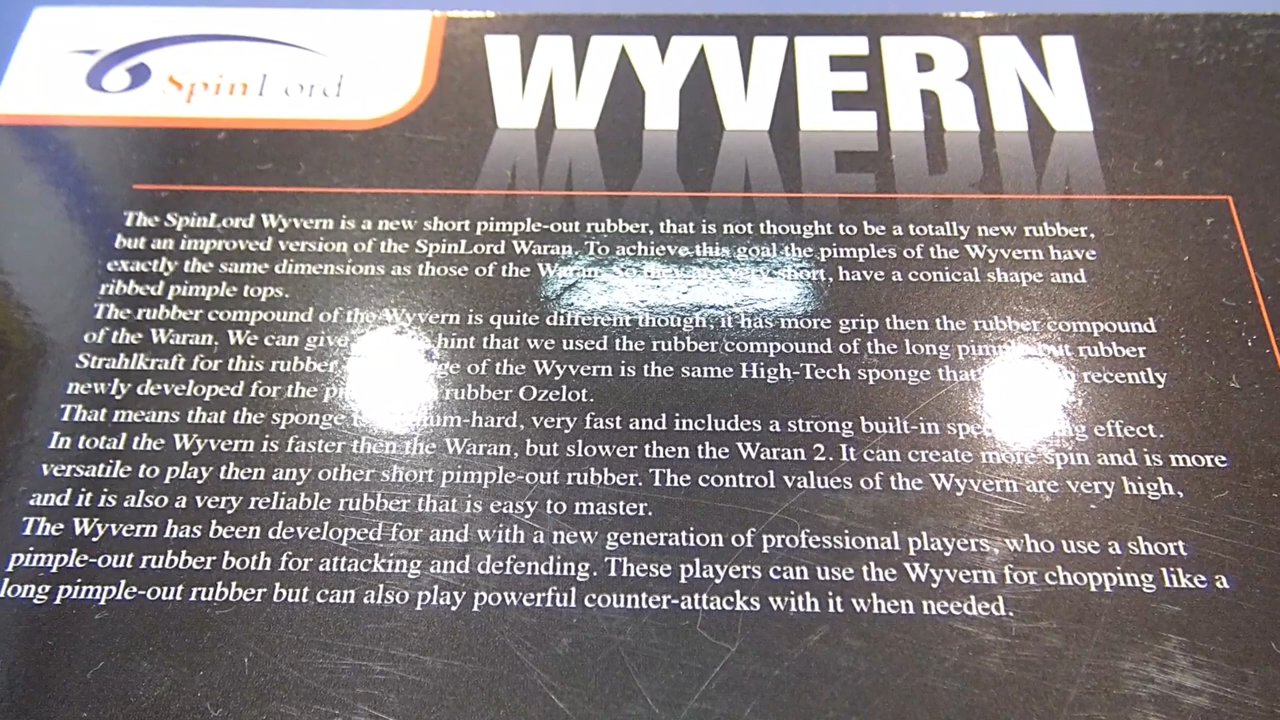 SpinLord
WYVERN
The SpinLord Wyvern is a new short pimple-out rubber, that is not thought to be a totally new rubber,
but an improved version of the SpinLord Waran. To achieve this goal the pimples of the Wyvern have
exactly the same dimensions as those of the Waran. So they are very short, have a conical shape and
ribbed pimple tops.
The rubber compound of the Wyvern is quite different though, it has more grip then the rubber compound
of the Waran. We can give hint that we used the rubber compound of the long rubber
Strahlkraft for this rubber of the Wyvern is the same High-Tech sponge that recently
newly developed for the rubber Ozelot.
That means that the sponge very fast and includes a strong built-in effect.
In total the Wyvern is faster then the Waran, but slower then the Waran 2. It can create more spin and is more
versatile to play then any other short pimple-out rubber. The control values of the Wyvern are very high,
and it is also a very reliable rubber that is easy to master.
The Wyvern has been developed for and with a new generation of professional players, who use a short
pimple-out rubber both for attacking and defending. These players can use the Wyvern for chopping like a
long pimple-out rubber but can also play powerful counter-attacks with it when needed.